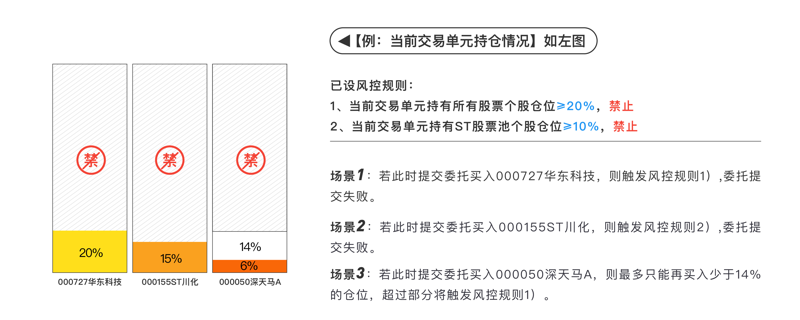 ◀【例：当前交易单元持仓情况】如左图
已设风控规则：
1、当前交易单元持有所有股票个股仓位≥20%，禁止
2、当前交易单元持有ST股票池个股仓位≥10%，禁止
场景1：若此时提交委托买入000727华东科技，则触发风控规则1）,委托提
交失败。
场景2：若此时提交委托买入000155ST川化，则触发风控规则2）,委托提
交失败。
场景3：若此时提交委托买入000050深天马A，则最多只能再买入少于14%
的仓位，超过部分将触发风控规则1）。
禁
禁
禁
20%
15%
14%
6%
000727华东科技
000155ST川化
000050深天马A